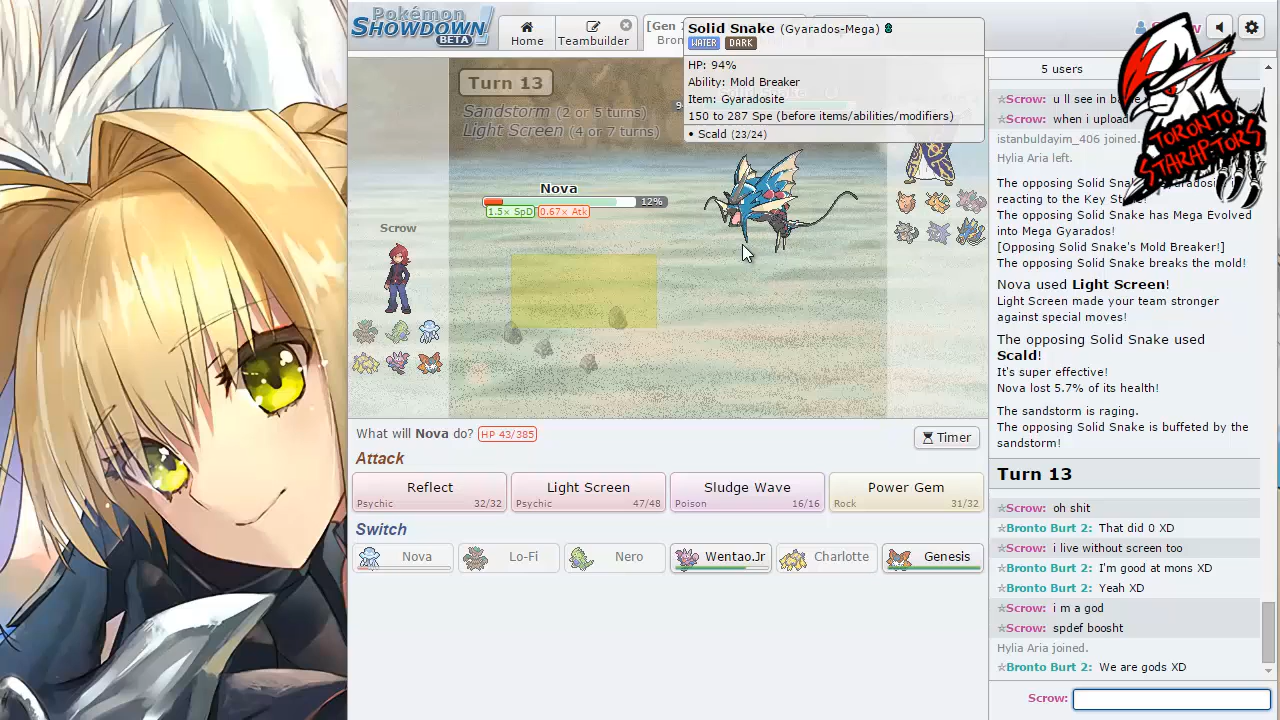 Pokémon
SHOWDOWN!
BETA
Home
Teambuilder
[Gen
Bron
Solid Snake (Gyarados-Mega)
WATER DARK
HP: 94%
Ability: Mold Breaker
Item: Gyaradosite
150 to 287 Spe (before items/abilities/modifiers)
• Scald (23/24)
Turn 13
Sandstorm (2 or 5 turns)
Light Screen (4 or 7 turns)
Nova
12%
1.5× SpD 0.67× Atk
Scrow
What will Nova do? HP 43/385
Timer
Attack
Reflect
Psychic 32/32
Light Screen
Psychic 47/48
Sludge Wave
Poison 16/16
Power Gem
Rock 31/32
Switch
Nova
Lo-Fi
Nero
Wentao.Jr
Charlotte
Genesis
5 users
☆Scrow: u ll see in b
☆Scrow: when i upload
istanbuldayim_406 joined.
Hylia Aria left.
The opposing Solid Snake
reacting to the Key
The opposing Solid Snake has Mega Evolved
into Mega Gyarados!
[Opposing Solid Snake's Mold Breaker!]
The opposing Solid Snake breaks the mold!
Nova used Light Screen!
Light Screen made your team stronger
against special moves!
The opposing Solid Snake used
Scald!
It's super effective!
Nova lost 5.7% of its health!
The sandstorm is raging.
The opposing Solid Snake is buffeted by the
sandstorm!
Turn 13
☆Scrow: oh shit
☆Bronto Burt 2: That did 0 XD
☆Scrow: i live without screen too
☆Bronto Burt 2: I'm good at mons XD
☆Bronto Burt 2: Yeah XD
☆Scrow: i m a god
☆Scrow: spdef boosht
Hylia Aria joined.
☆Bronto Burt 2: We are gods XD
Scrow:
TORONTO
STARAPTORS